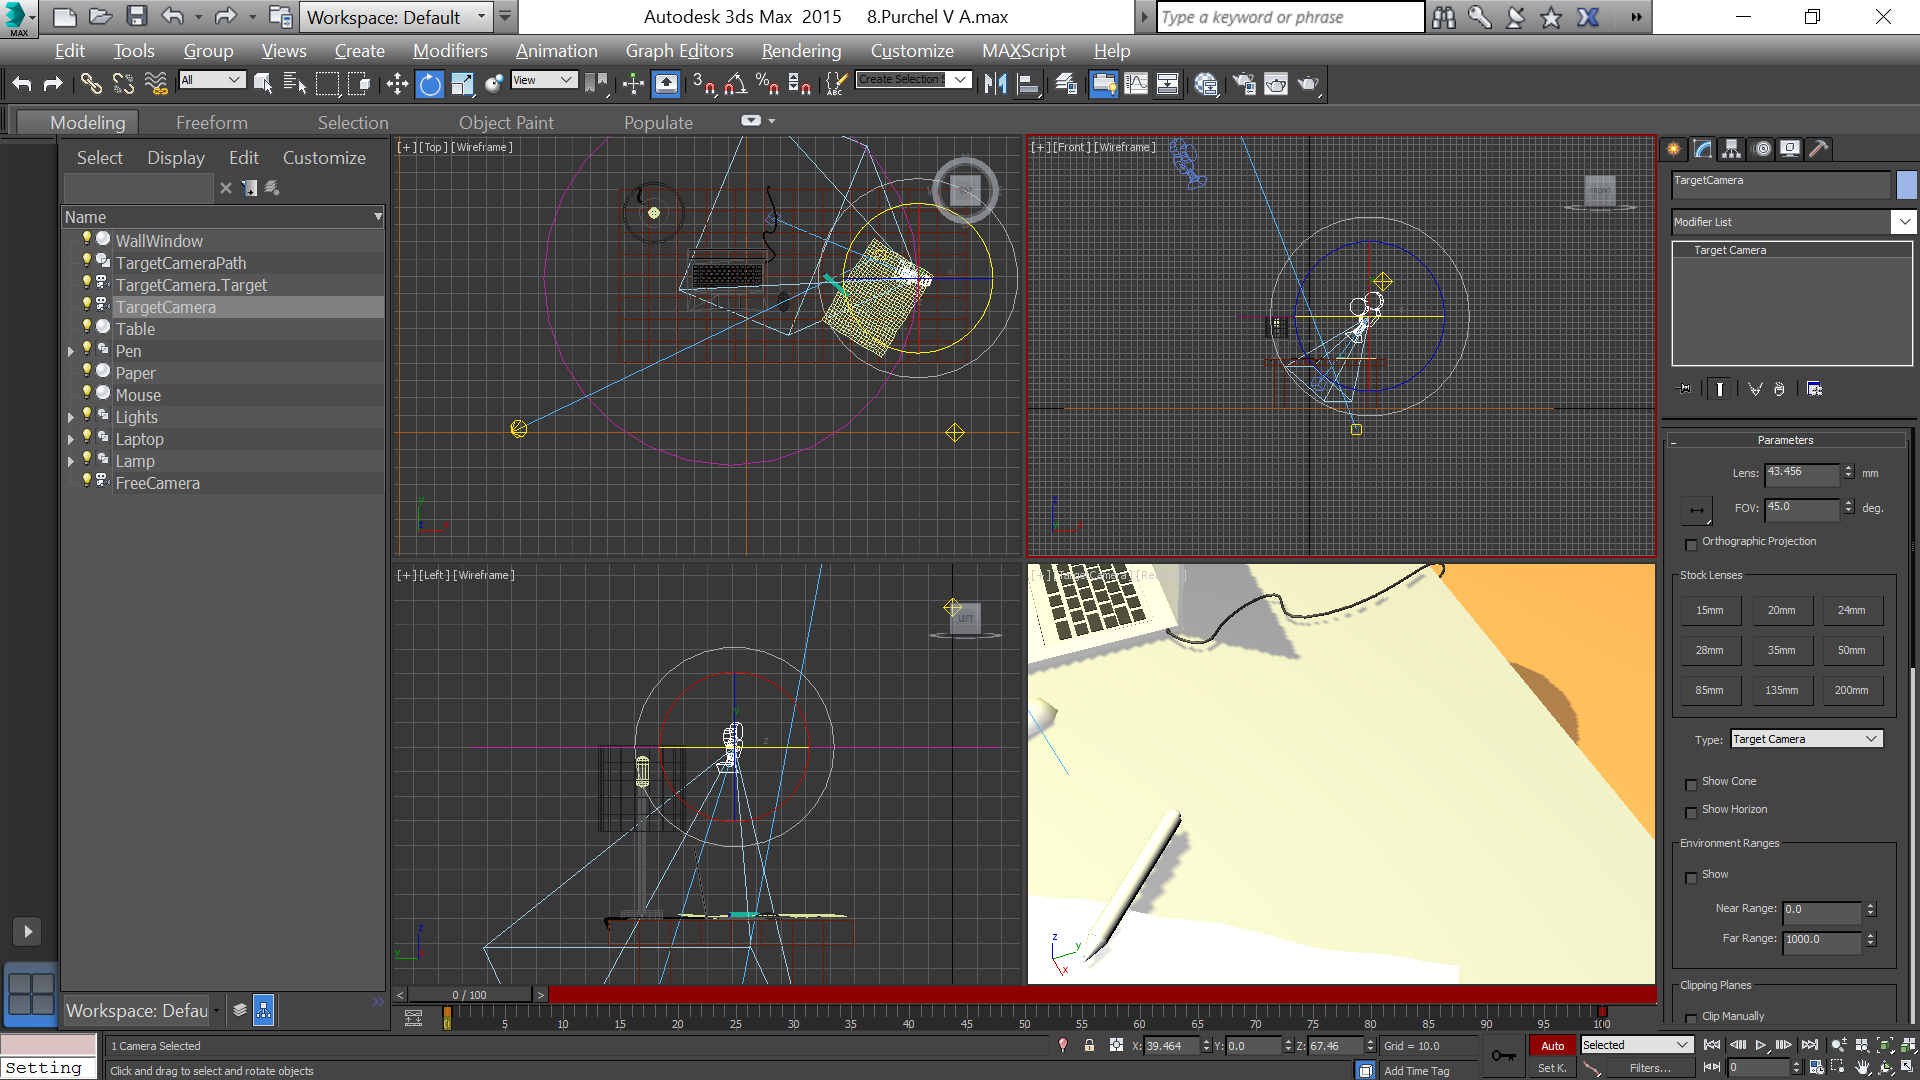 MAX
Workspace: Default
Autodesk 3ds Max 2015 8.Purchel V A.max
Type a keyword or phrase
Edit Tools Group Views Create Modifiers Animation Graph Editors Rendering Customize MAXScript Help
All
View
3
%
ABC
Create Selection S
Modeling Freeform Selection Object Paint Populate
Select Display Edit Customize
Name
WallWindow
TargetCameraPath
TargetCamera.Target
TargetCamera
Table
Pen
Paper
Mouse
Lights
Laptop
Lamp
FreeCamera
Workspace: Defau
[+][Top][Wireframe]
TOP
[+][Front][Wireframe]
FRONT
[+][Left][Wireframe]
LEFT
TargetCamera
Modifier List
Target Camera
Parameters
Lens: 43.456 mm
FOV: 45.0 deg.
Orthographic Projection
Stock Lenses
15mm 20mm 24mm
28mm 35mm 50mm
85mm 135mm 200mm
Type: Target Camera
Show Cone
Show Horizon
Environment Ranges
Show
Near Range: 0.0
Far Range: 1000.0
Clipping Planes
Clip Manually
< 0 / 100 >
0 5 10 15 20 25 30 35 40 45 50 55 60 65 70 75 80 85 90 95 100
1 Camera Selected
X: 39.464 Y: 0.0 Z: 67.46 Grid = 10.0
Auto Selected
Setting
Click and drag to select and rotate objects
Add Time Tag
Set K. Filters... 0